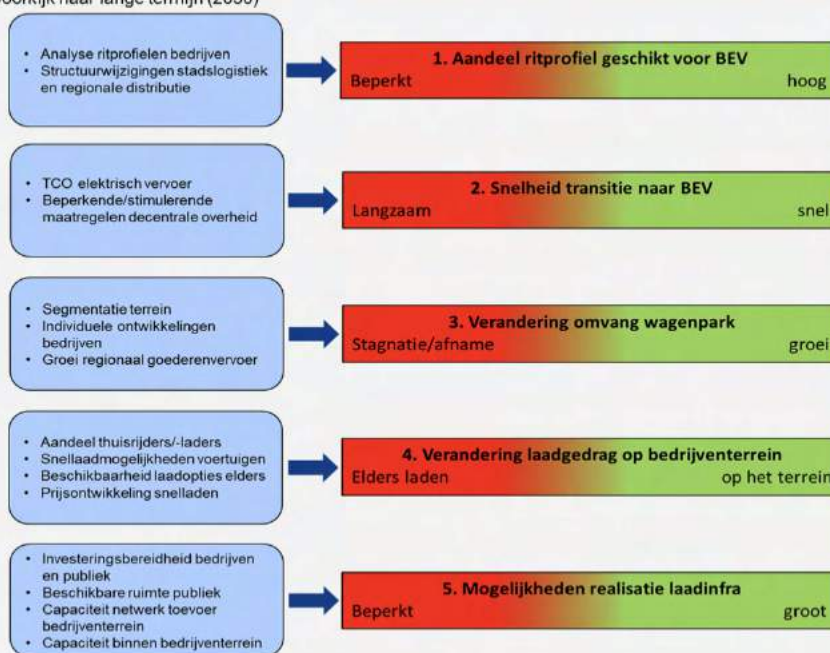 naar lange termijn (2030)
• Analyse ritprofielen bedrijven
• Structuurwijzigingen stadslogistiek
en regionale distributie
1. Aandeel ritprofiel geschikt voor BEV
Beperkt hoog
• TCO elektrisch vervoer
• Beperkende/stimulerende
maatregelen decentrale overheid
2. Snelheid transitie naar BEV
Langzaam snel
• Segmentatie terrein
• Individuele ontwikkelingen
bedrijven
• Groei regionaal goederenvervoer
3. Verandering omvang wagenpark
Stagnatie/afname groei
• Aandeel thuisrijders/-laders
• Snellaadmogelijkheden voertuigen
• Beschikbaarheid laadopties elders
• Prijsontwikkeling snelladen
4. Verandering laadgedrag op bedrijventerrein
Elders laden op het terrein
• Investeringsbereidheid bedrijven
en publiek
• Beschikbare ruimte publiek
• Capaciteit netwerk toevoer
bedrijventerrein
• Capaciteit binnen bedrijventerrein
5. Mogelijkheden realisatie laadinfra
Beperkt groot